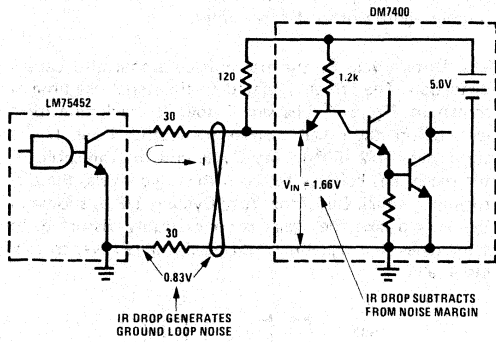 DM7400
120
1.2k
5.0V
LM75452
30
I
VIN = 1.66V
30
0.83V
IR DROP GENERATES
GROUND LOOP NOISE
IR DROP SUBTRACTS
FROM NOISE MARGIN